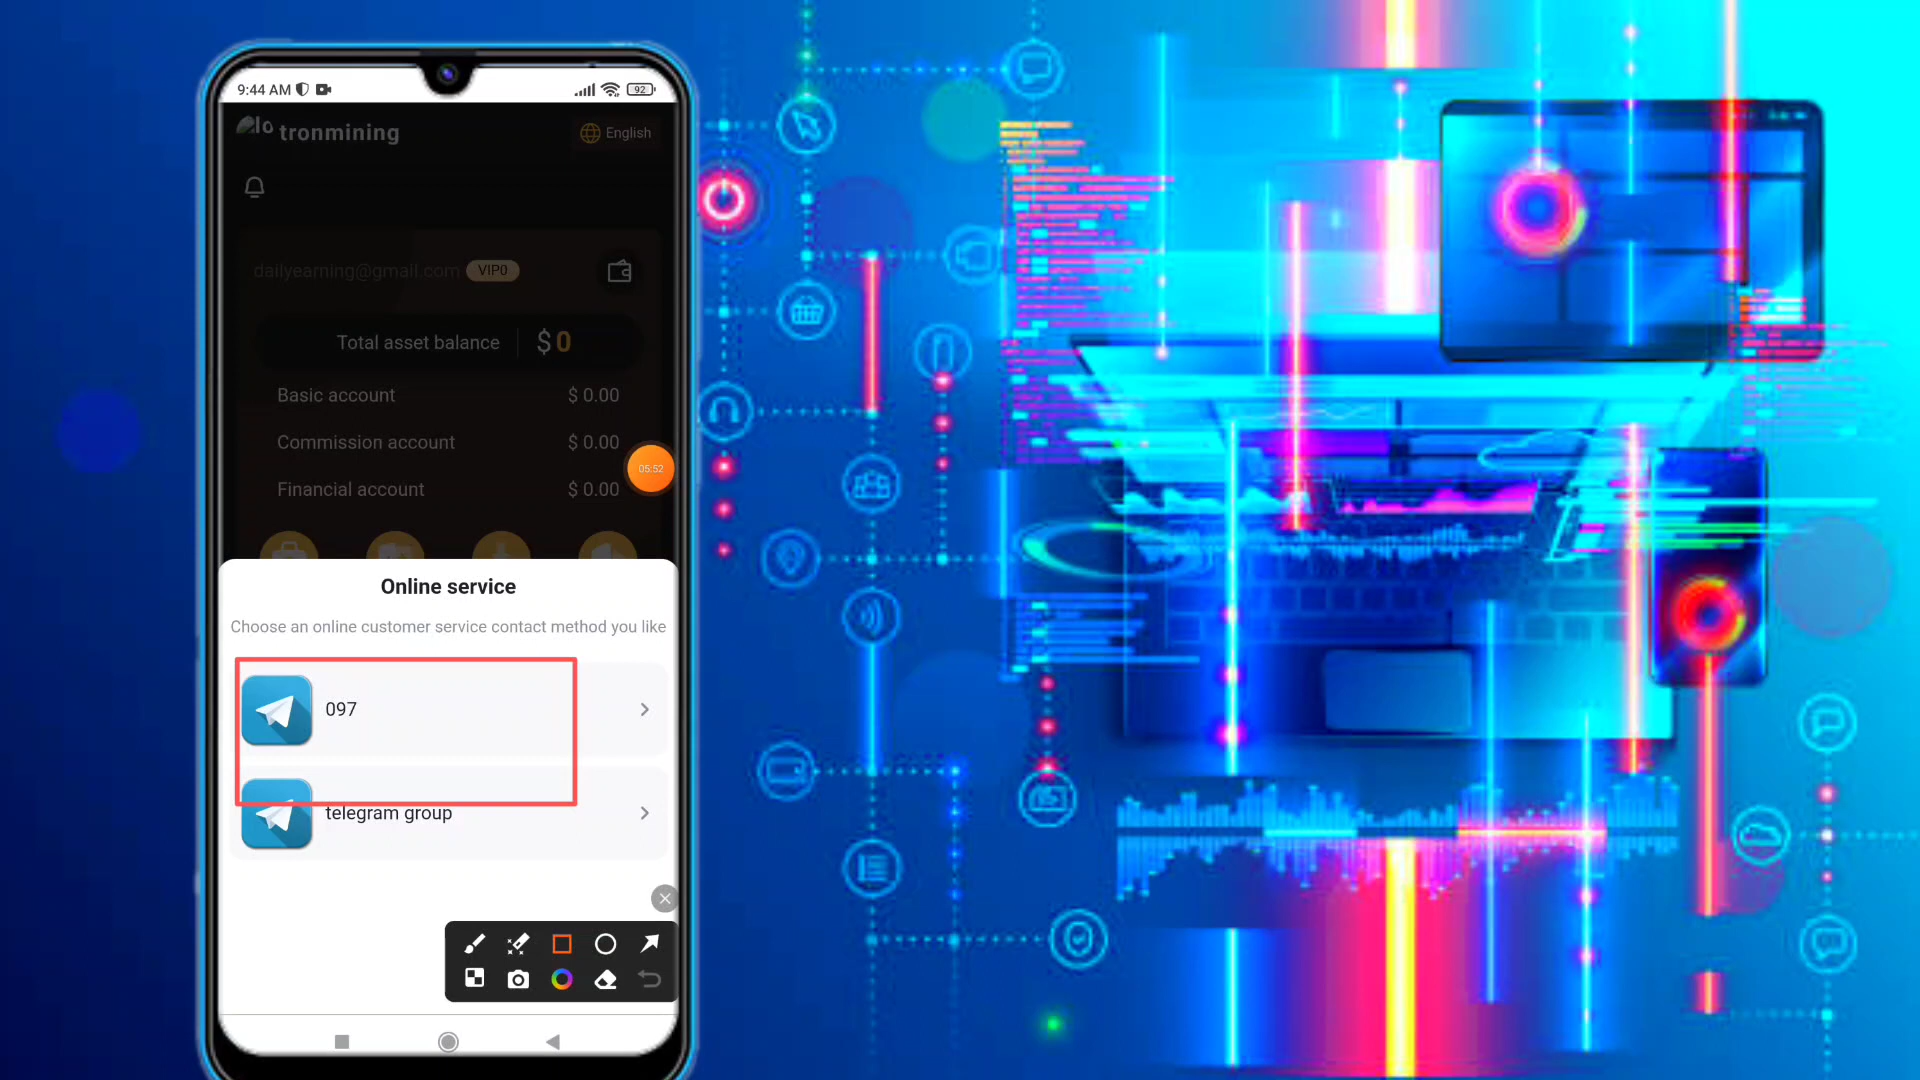 9:44 AM
92
lo
tronmining
English
dailyearning@gmail.com VIP0
Total asset balance $0
Basic account $ 0.00
Commission account $ 0.00
05:52
Financial account $ 0.00
Online service
Choose an online customer service contact method you like
097
telegram group